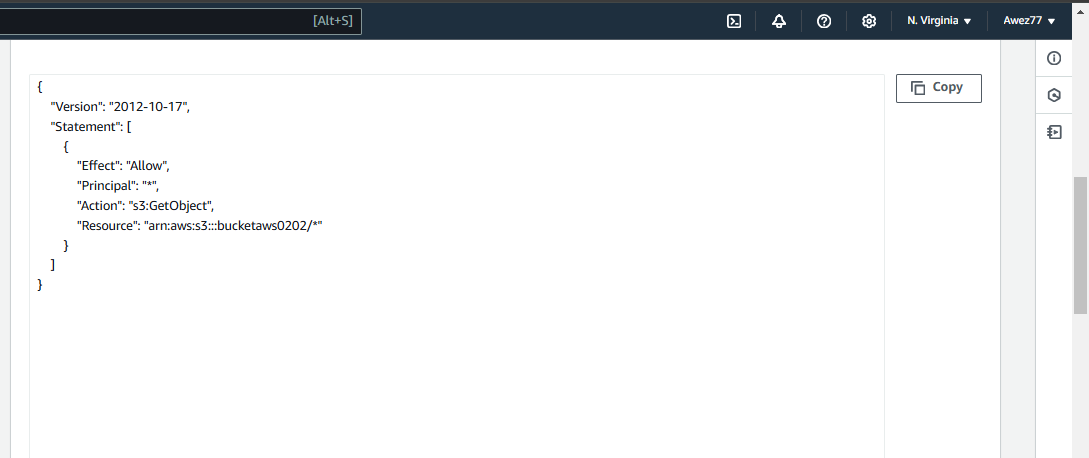 [Alt+S] N. Virginia Awez77
{
"Version": "2012-10-17",
Copy
"Statement": [
{
"Effect": "Allow",
"Principal": "*",
"Action": "s3:GetObject",
"Resource": "arn:aws:s3:::bucketaws0202/*"
}
]
}